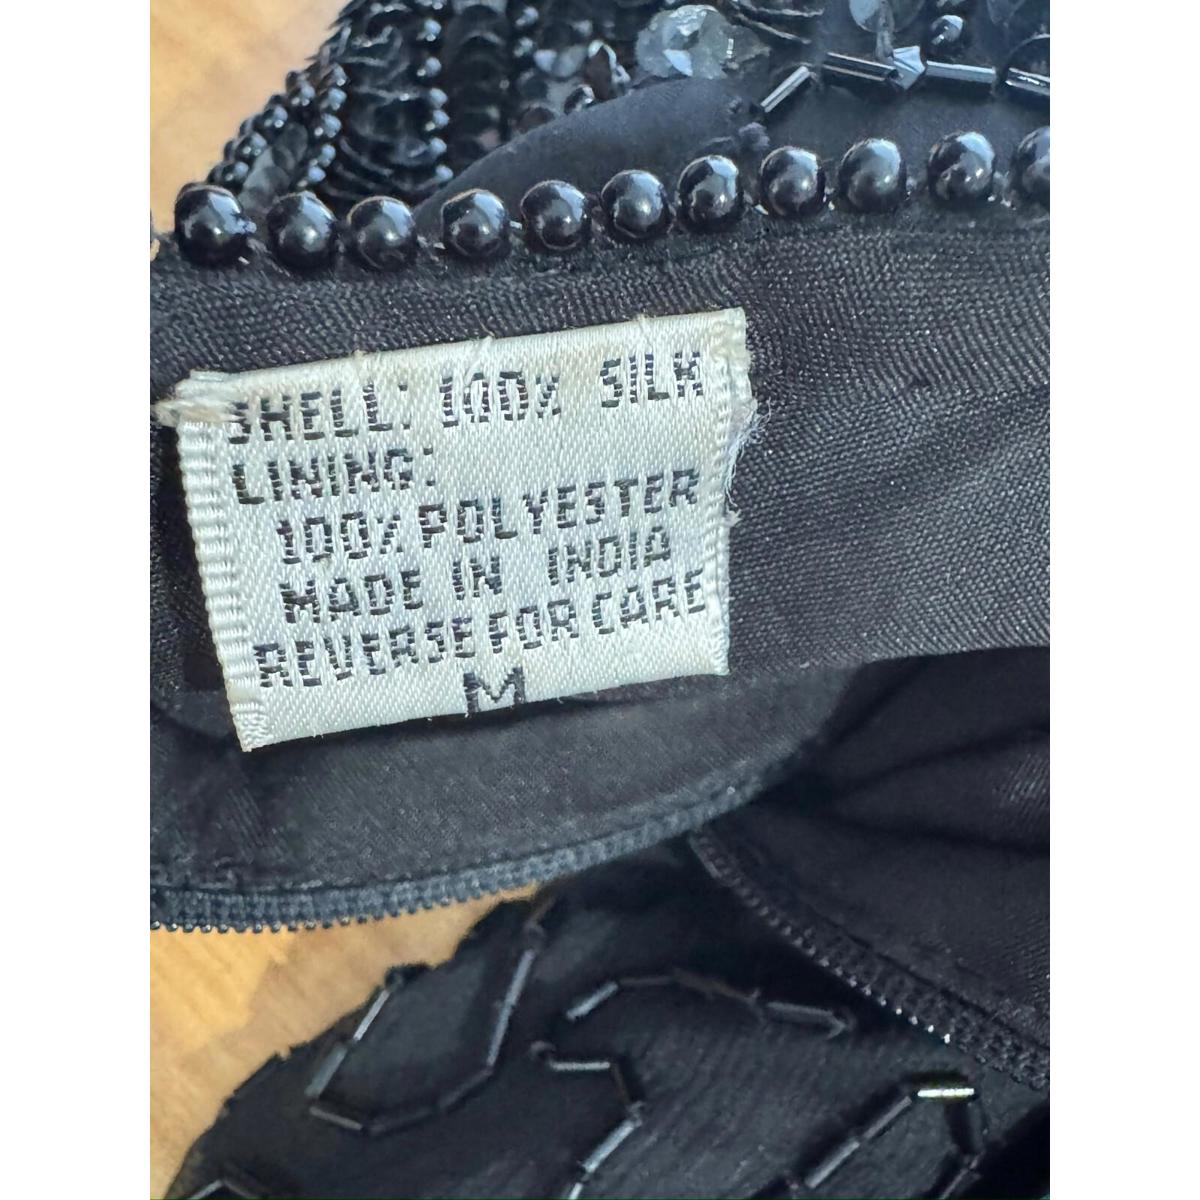 SHELL: 100% SILK
LINING:
100% POLYESTER
MADE IN INDIA
REVERSE FOR CARE
M